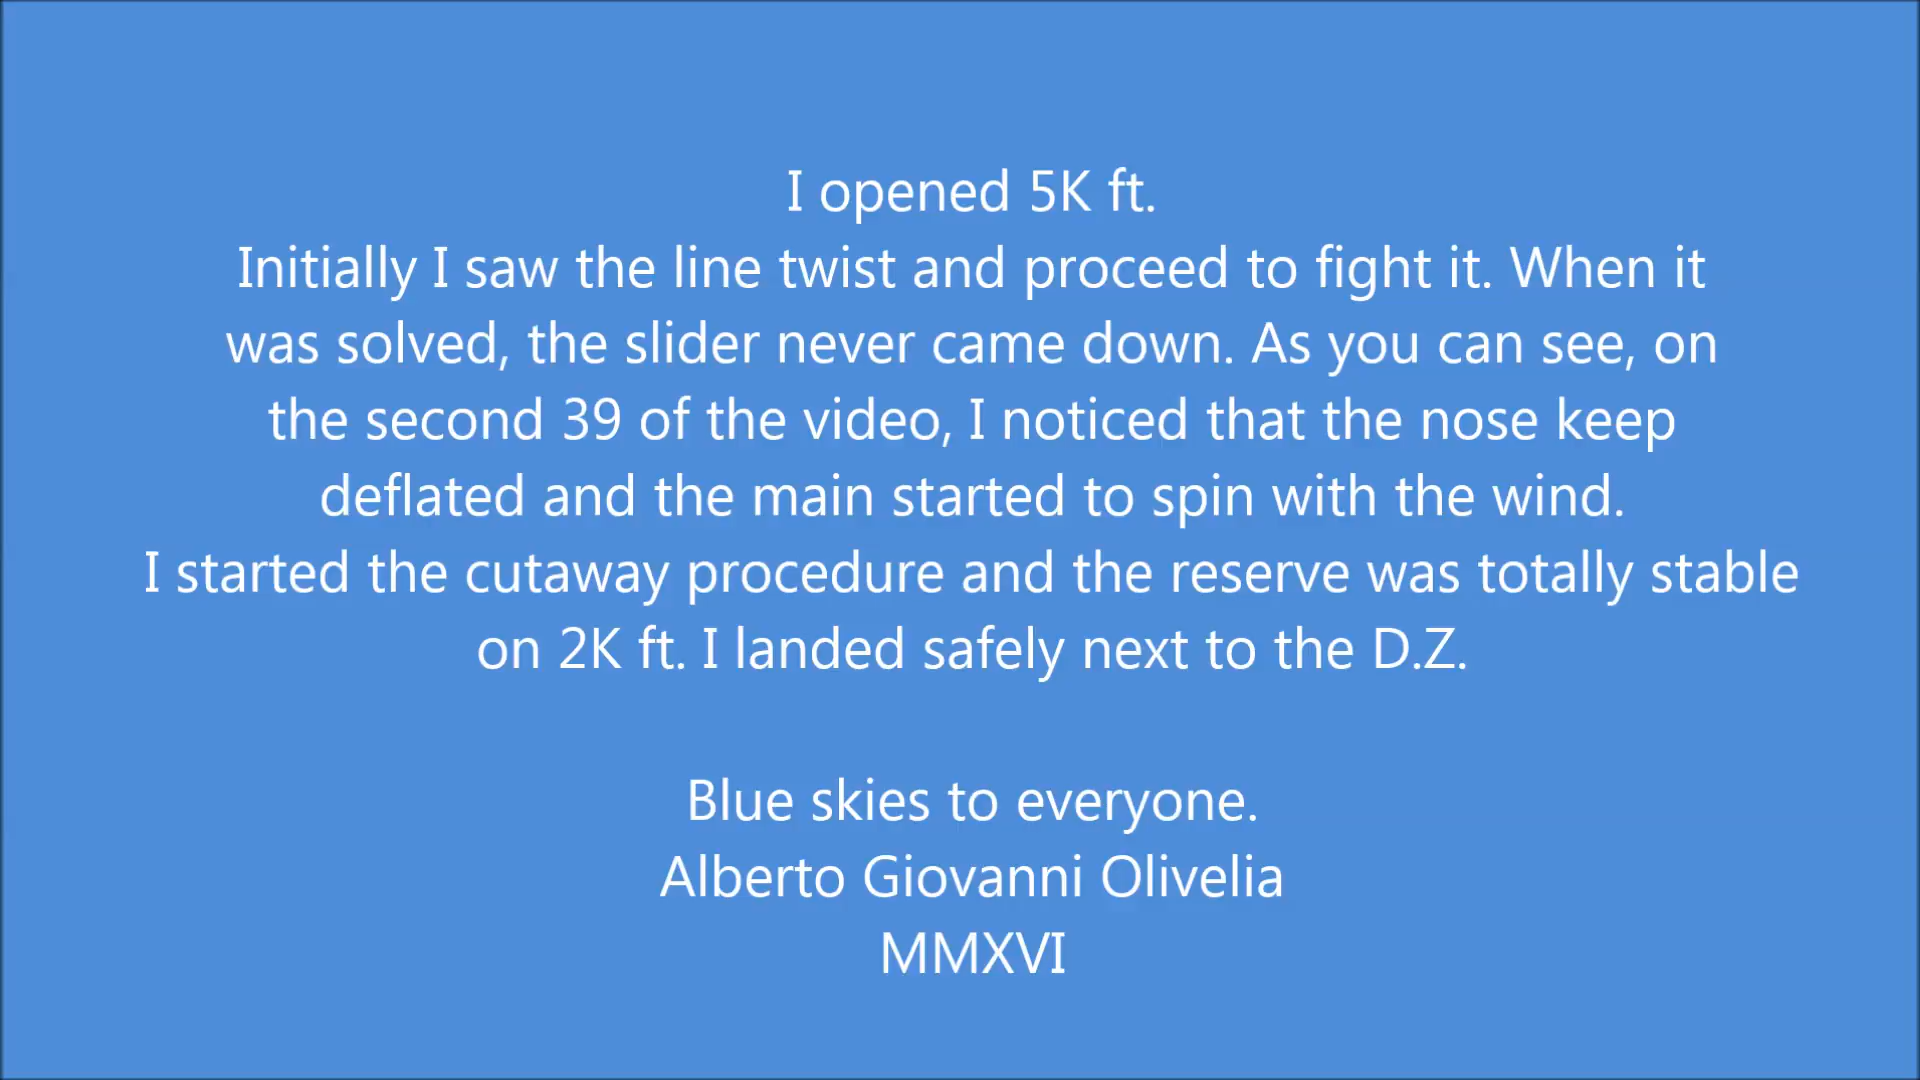 I opened 5K ft.
Initially I saw the line twist and proceed to fight it. When it
was solved, the slider never came down. As you can see, on
the second 39 of the video, I noticed that the nose keep
deflated and the main started to spin with the wind.
I started the cutaway procedure and the reserve was totally stable
on 2K ft. I landed safely next to the D.Z.
Blue skies to everyone.
Alberto Giovanni Olivelia
MMXVI